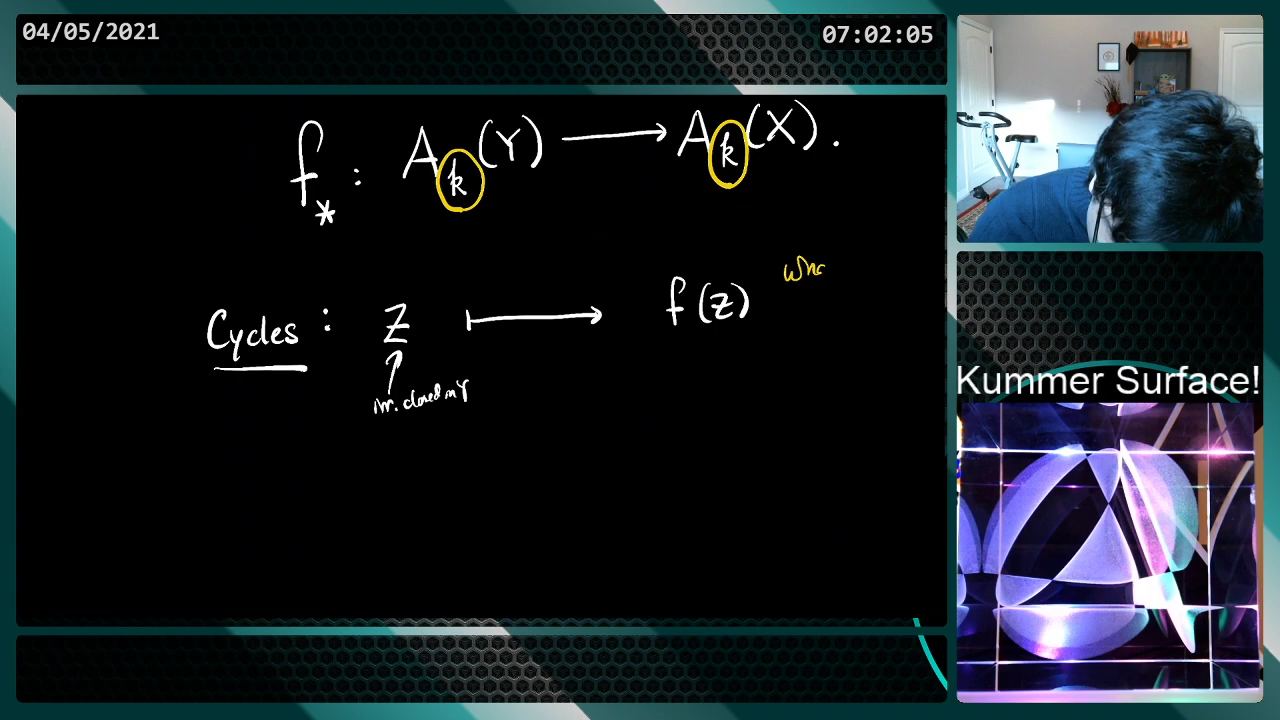 04/05/2021
07:02:05
f_* : A_k(Y) ⟶ A_k(X).
Cycles : Z ⟼ f(Z)
irr. closed in Y
Kummer Surface!